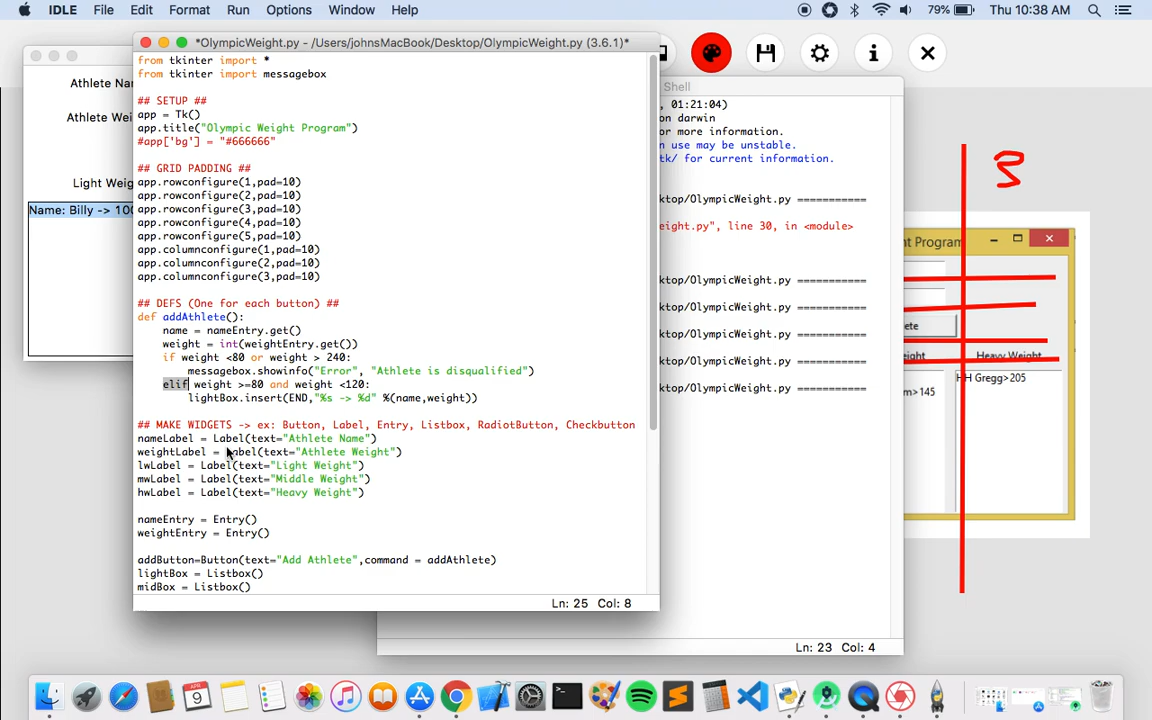 IDLE File Edit Format Run Options Window Help 79% Thu 10:38 AM
*OlympicWeight.py - /Users/johnsMacBook/Desktop/OlympicWeight.py (3.6.1)*
from tkinter import *
from tkinter import messagebox
## SETUP ##
app = Tk()
app.title("Olympic Weight Program")
#app['bg'] = "#666666"
## GRID PADDING ##
app.rowconfigure(1,pad=10)
app.rowconfigure(2,pad=10)
app.rowconfigure(3,pad=10)
app.rowconfigure(4,pad=10)
app.rowconfigure(5,pad=10)
app.columnconfigure(1,pad=10)
app.columnconfigure(2,pad=10)
app.columnconfigure(3,pad=10)
## DEFS (One for each button) ##
def addAthlete():
name = nameEntry.get()
weight = int(weightEntry.get())
if weight <80 or weight > 240:
messagebox.showinfo("Error", "Athlete is disqualified")
elif weight >=80 and weight <120:
lightBox.insert(END,"%s -> %d" %(name,weight))
## MAKE WIDGETS -> ex: Button, Label, Entry, Listbox, RadiotButton, Checkbutton
nameLabel = Label(text="Athlete Name")
weightLabel = Label(text="Athlete Weight")
lwLabel = Label(text="Light Weight")
mwLabel = Label(text="Middle Weight")
hwLabel = Label(text="Heavy Weight")
nameEntry = Entry()
weightEntry = Entry()
addButton=Button(text="Add Athlete",command = addAthlete)
lightBox = Listbox()
midBox = Listbox()
Ln: 25 Col: 8
Athlete Na
Athlete Wei
Light Weig
Name: Billy -> 100
Shell
, 01:21:04)
on darwin
or more information.
n use may be unstable.
tk/ for current information.
ktop/OlympicWeight.py ===========
eight.py", line 30, in <module>
ktop/OlympicWeight.py ===========
ktop/OlympicWeight.py ===========
ktop/OlympicWeight.py ===========
ktop/OlympicWeight.py ===========
ktop/OlympicWeight.py ===========
Ln: 23 Col: 4
3
ht Program
ete
eight Heavy Weight
m>145 HH Gregg>205
APR
9